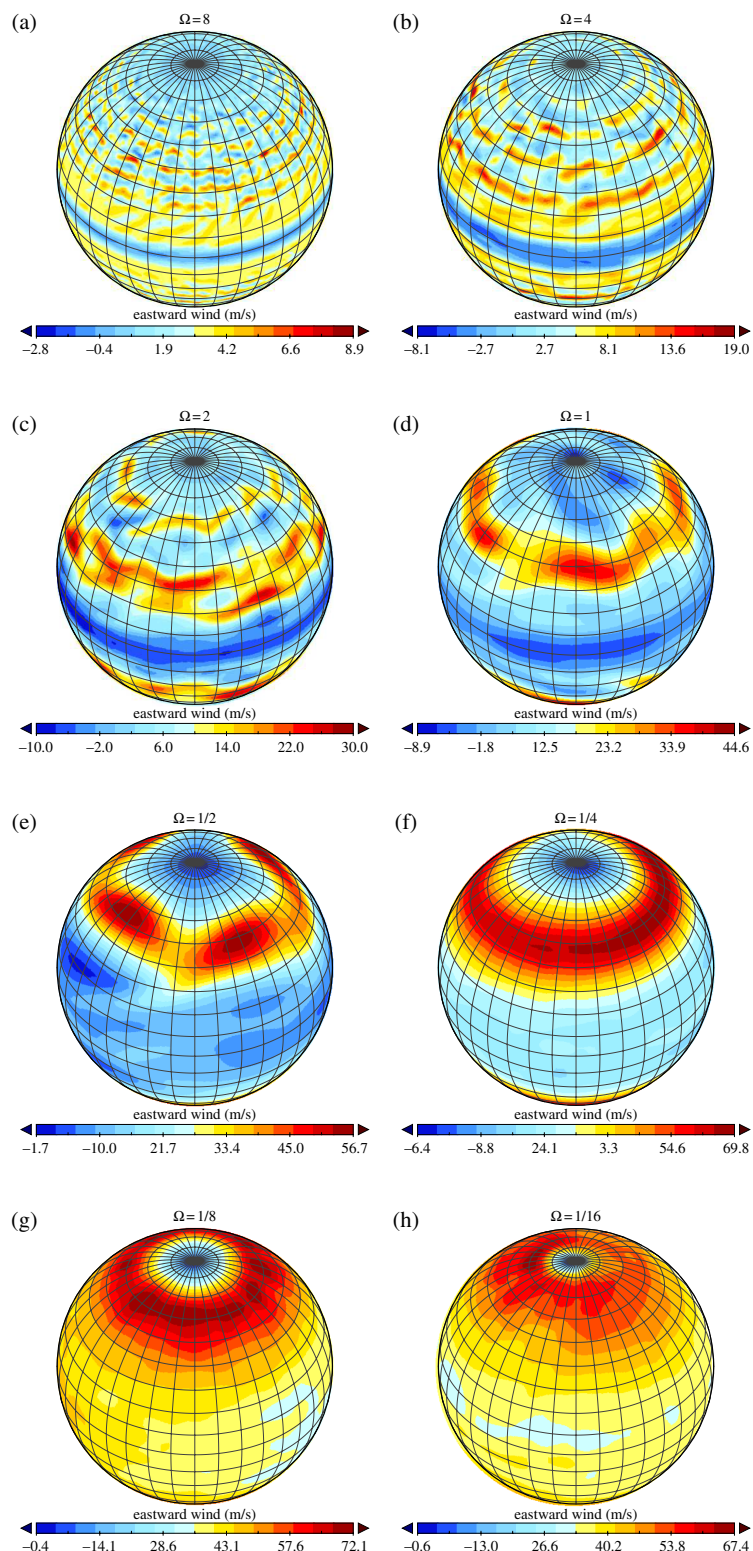 (a) Ω = 8
(b) Ω = 4
eastward wind (m/s)
−2.8 −0.4 1.9 4.2 6.6 8.9
eastward wind (m/s)
−8.1 −2.7 2.7 8.1 13.6 19.0
(c) Ω = 2
(d) Ω = 1
eastward wind (m/s)
−10.0 −2.0 6.0 14.0 22.0 30.0
eastward wind (m/s)
−8.9 −1.8 12.5 23.2 33.9 44.6
(e) Ω = 1/2
(f) Ω = 1/4
eastward wind (m/s)
−1.7 −10.0 21.7 33.4 45.0 56.7
eastward wind (m/s)
−6.4 −8.8 24.1 3.3 54.6 69.8
(g) Ω = 1/8
(h) Ω = 1/16
eastward wind (m/s)
−0.4 −14.1 28.6 43.1 57.6 72.1
eastward wind (m/s)
−0.6 −13.0 26.6 40.2 53.8 67.4